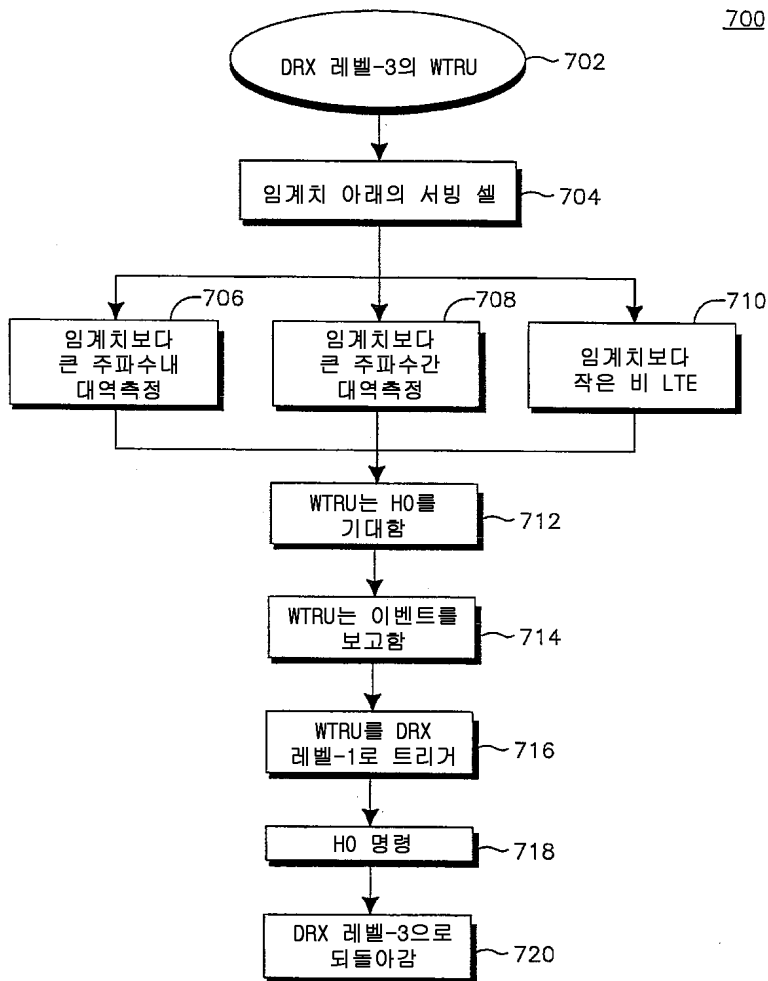 700
DRX 레벨-3의 WTRU
702
임계치 아래의 서빙 셀
704
706
임계치보다
큰 주파수내
대역측정
708
임계치보다
큰 주파수간
대역측정
710
임계치보다
작은 비 LTE
WTRU는 HO를
기대함
712
WTRU는 이벤트를
보고함
714
WTRU를 DRX
레벨-1로 트리거
716
HO 명령
718
DRX 레벨-3으로
되돌아감
720